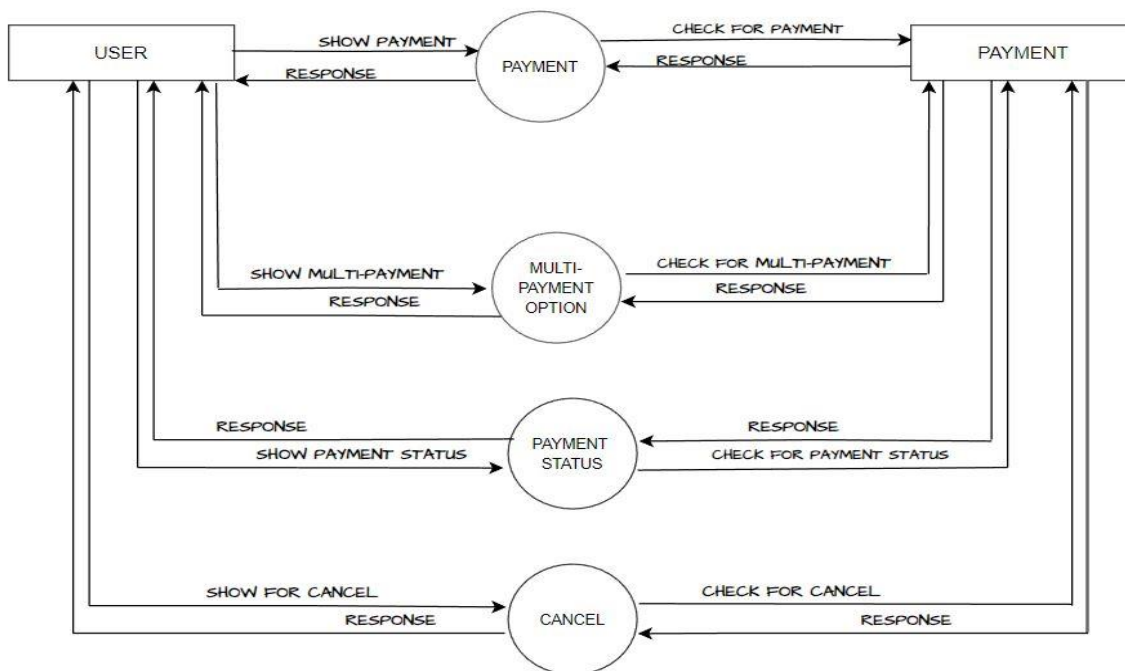 USER
SHOW PAYMENT
RESPONSE
PAYMENT
CHECK FOR PAYMENT
RESPONSE
PAYMENT
SHOW MULTI-PAYMENT
RESPONSE
MULTI-
PAYMENT
OPTION
CHECK FOR MULTI-PAYMENT
RESPONSE
RESPONSE
SHOW PAYMENT STATUS
PAYMENT
STATUS
RESPONSE
CHECK FOR PAYMENT STATUS
SHOW FOR CANCEL
RESPONSE
CANCEL
CHECK FOR CANCEL
RESPONSE